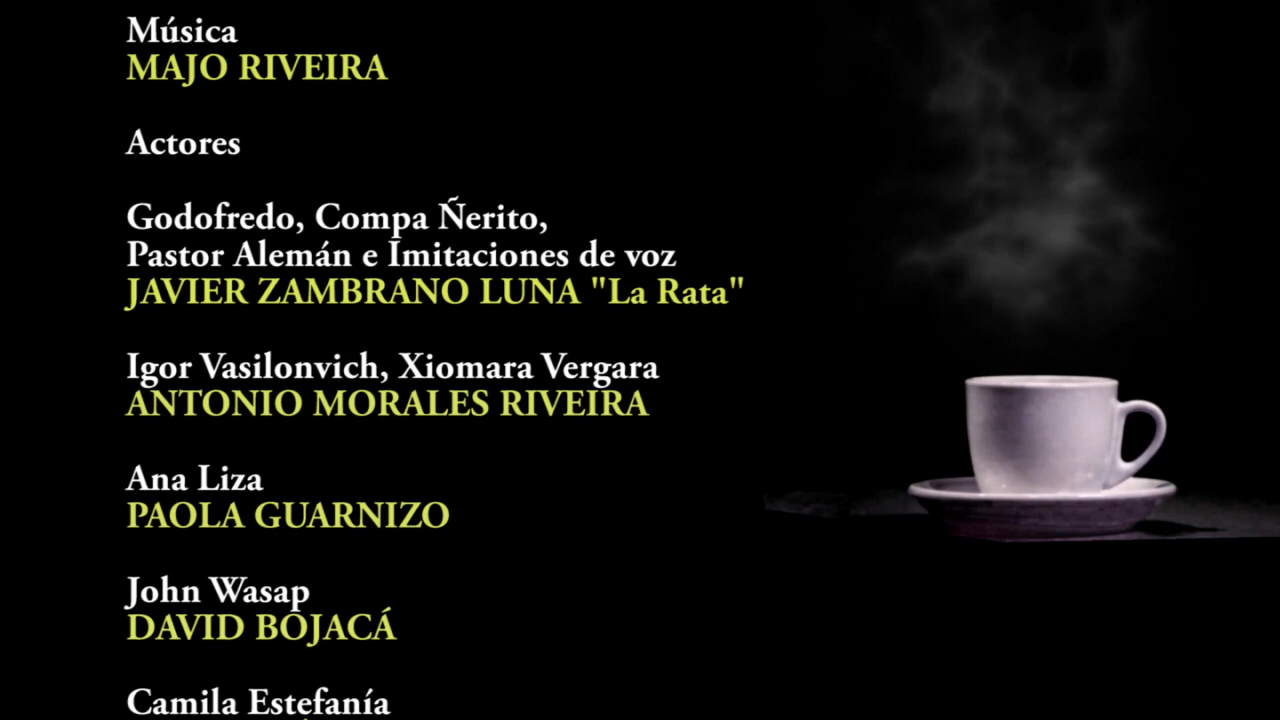 Música
MAJO RIVEIRA
Actores
Godofredo, Compa Ñerito,
Pastor Alemán e Imitaciones de voz
JAVIER ZAMBRANO LUNA "La Rata"
Igor Vasilonvich, Xiomara Vergara
ANTONIO MORALES RIVEIRA
Ana Liza
PAOLA GUARNIZO
John Wasap
DAVID BOJACÁ
Camila Estefanía